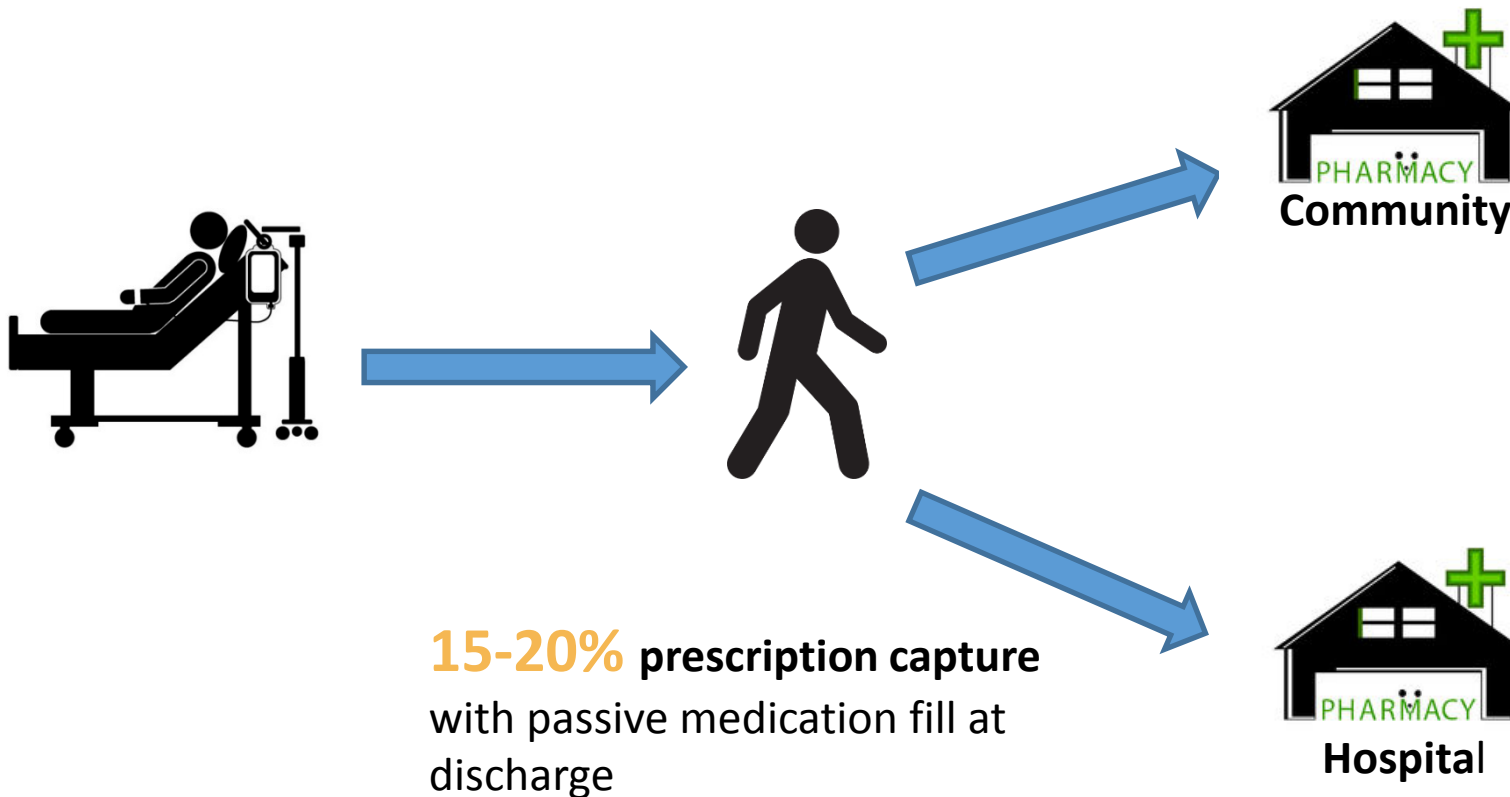 PHARMACY
Community
15-20% prescription capture
with passive medication fill at
discharge
PHARMACY
Hospital